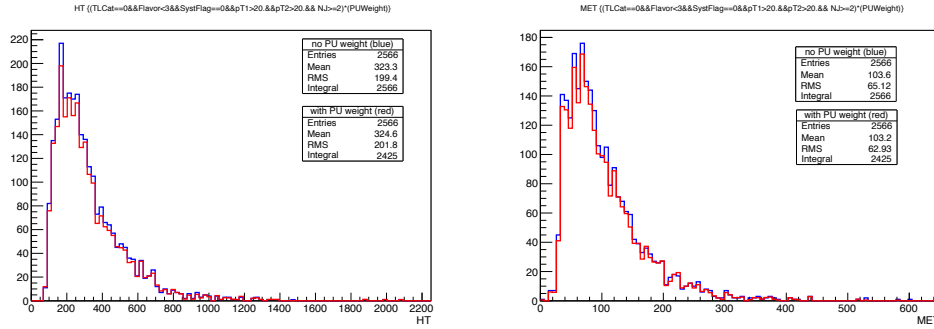 HT {(TLCat==0&&Flavor<3&&SystFlag==0&&pT1>20.&&pT2>20.&& NJ>=2)*(PUWeight)}
220
200
180
160
140
120
100
80
60
40
20
0
no PU weight (blue)
Entries 2566
Mean 323.3
RMS 199.4
Integral 2566
with PU weight (red)
Entries 2566
Mean 324.6
RMS 201.8
Integral 2425
0 200 400 600 800 1000 1200 1400 1600 1800 2000 2200
HT
MET {(TLCat==0&&Flavor<3&&SystFlag==0&&pT1>20.&&pT2>20.&& NJ>=2)*(PUWeight)}
180
160
140
120
100
80
60
40
20
0
no PU weight (blue)
Entries 2566
Mean 103.6
RMS 65.12
Integral 2566
with PU weight (red)
Entries 2566
Mean 103.2
RMS 62.93
Integral 2425
0 100 200 300 400 500 600
MET